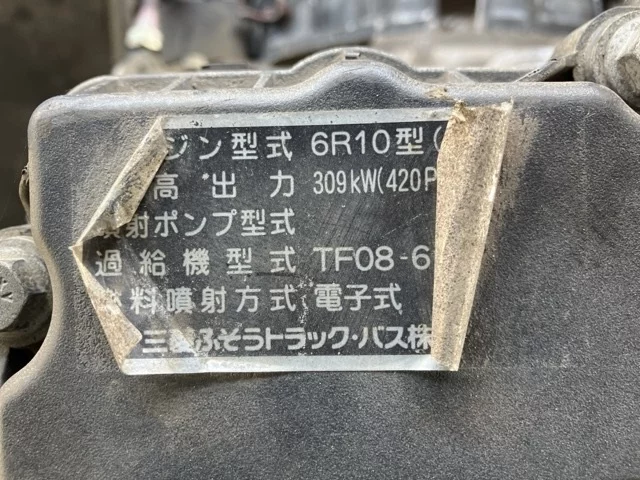 ジン型式 6R10型(
高出力 309kW(420P
射ポンプ型式
過給機型式 TF08-6
料噴射方式 電子式
三菱ふそうトラック・バス株